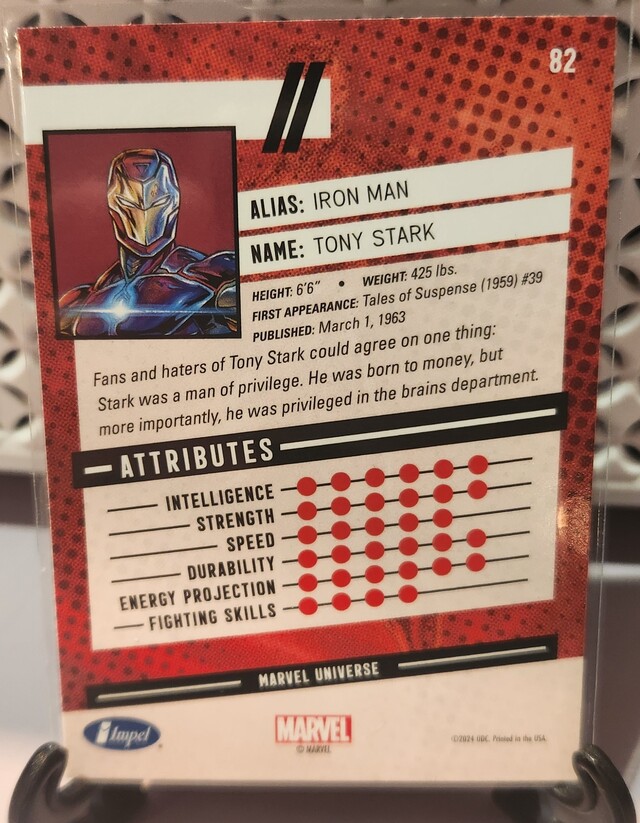 82
ALIAS: IRON MAN
NAME: TONY STARK
HEIGHT: 6'6" • WEIGHT: 425 lbs.
FIRST APPEARANCE: Tales of Suspense (1959) #39
PUBLISHED: March 1, 1963
Fans and haters of Tony Stark could agree on one thing:
Stark was a man of privilege. He was born to money, but
more importantly, he was privileged in the brains department.
ATTRIBUTES
INTELLIGENCE
STRENGTH
SPEED
DURABILITY
ENERGY PROJECTION
FIGHTING SKILLS
MARVEL UNIVERSE
Impel
MARVEL
© MARVEL
©2024 UDC. Printed in the USA.